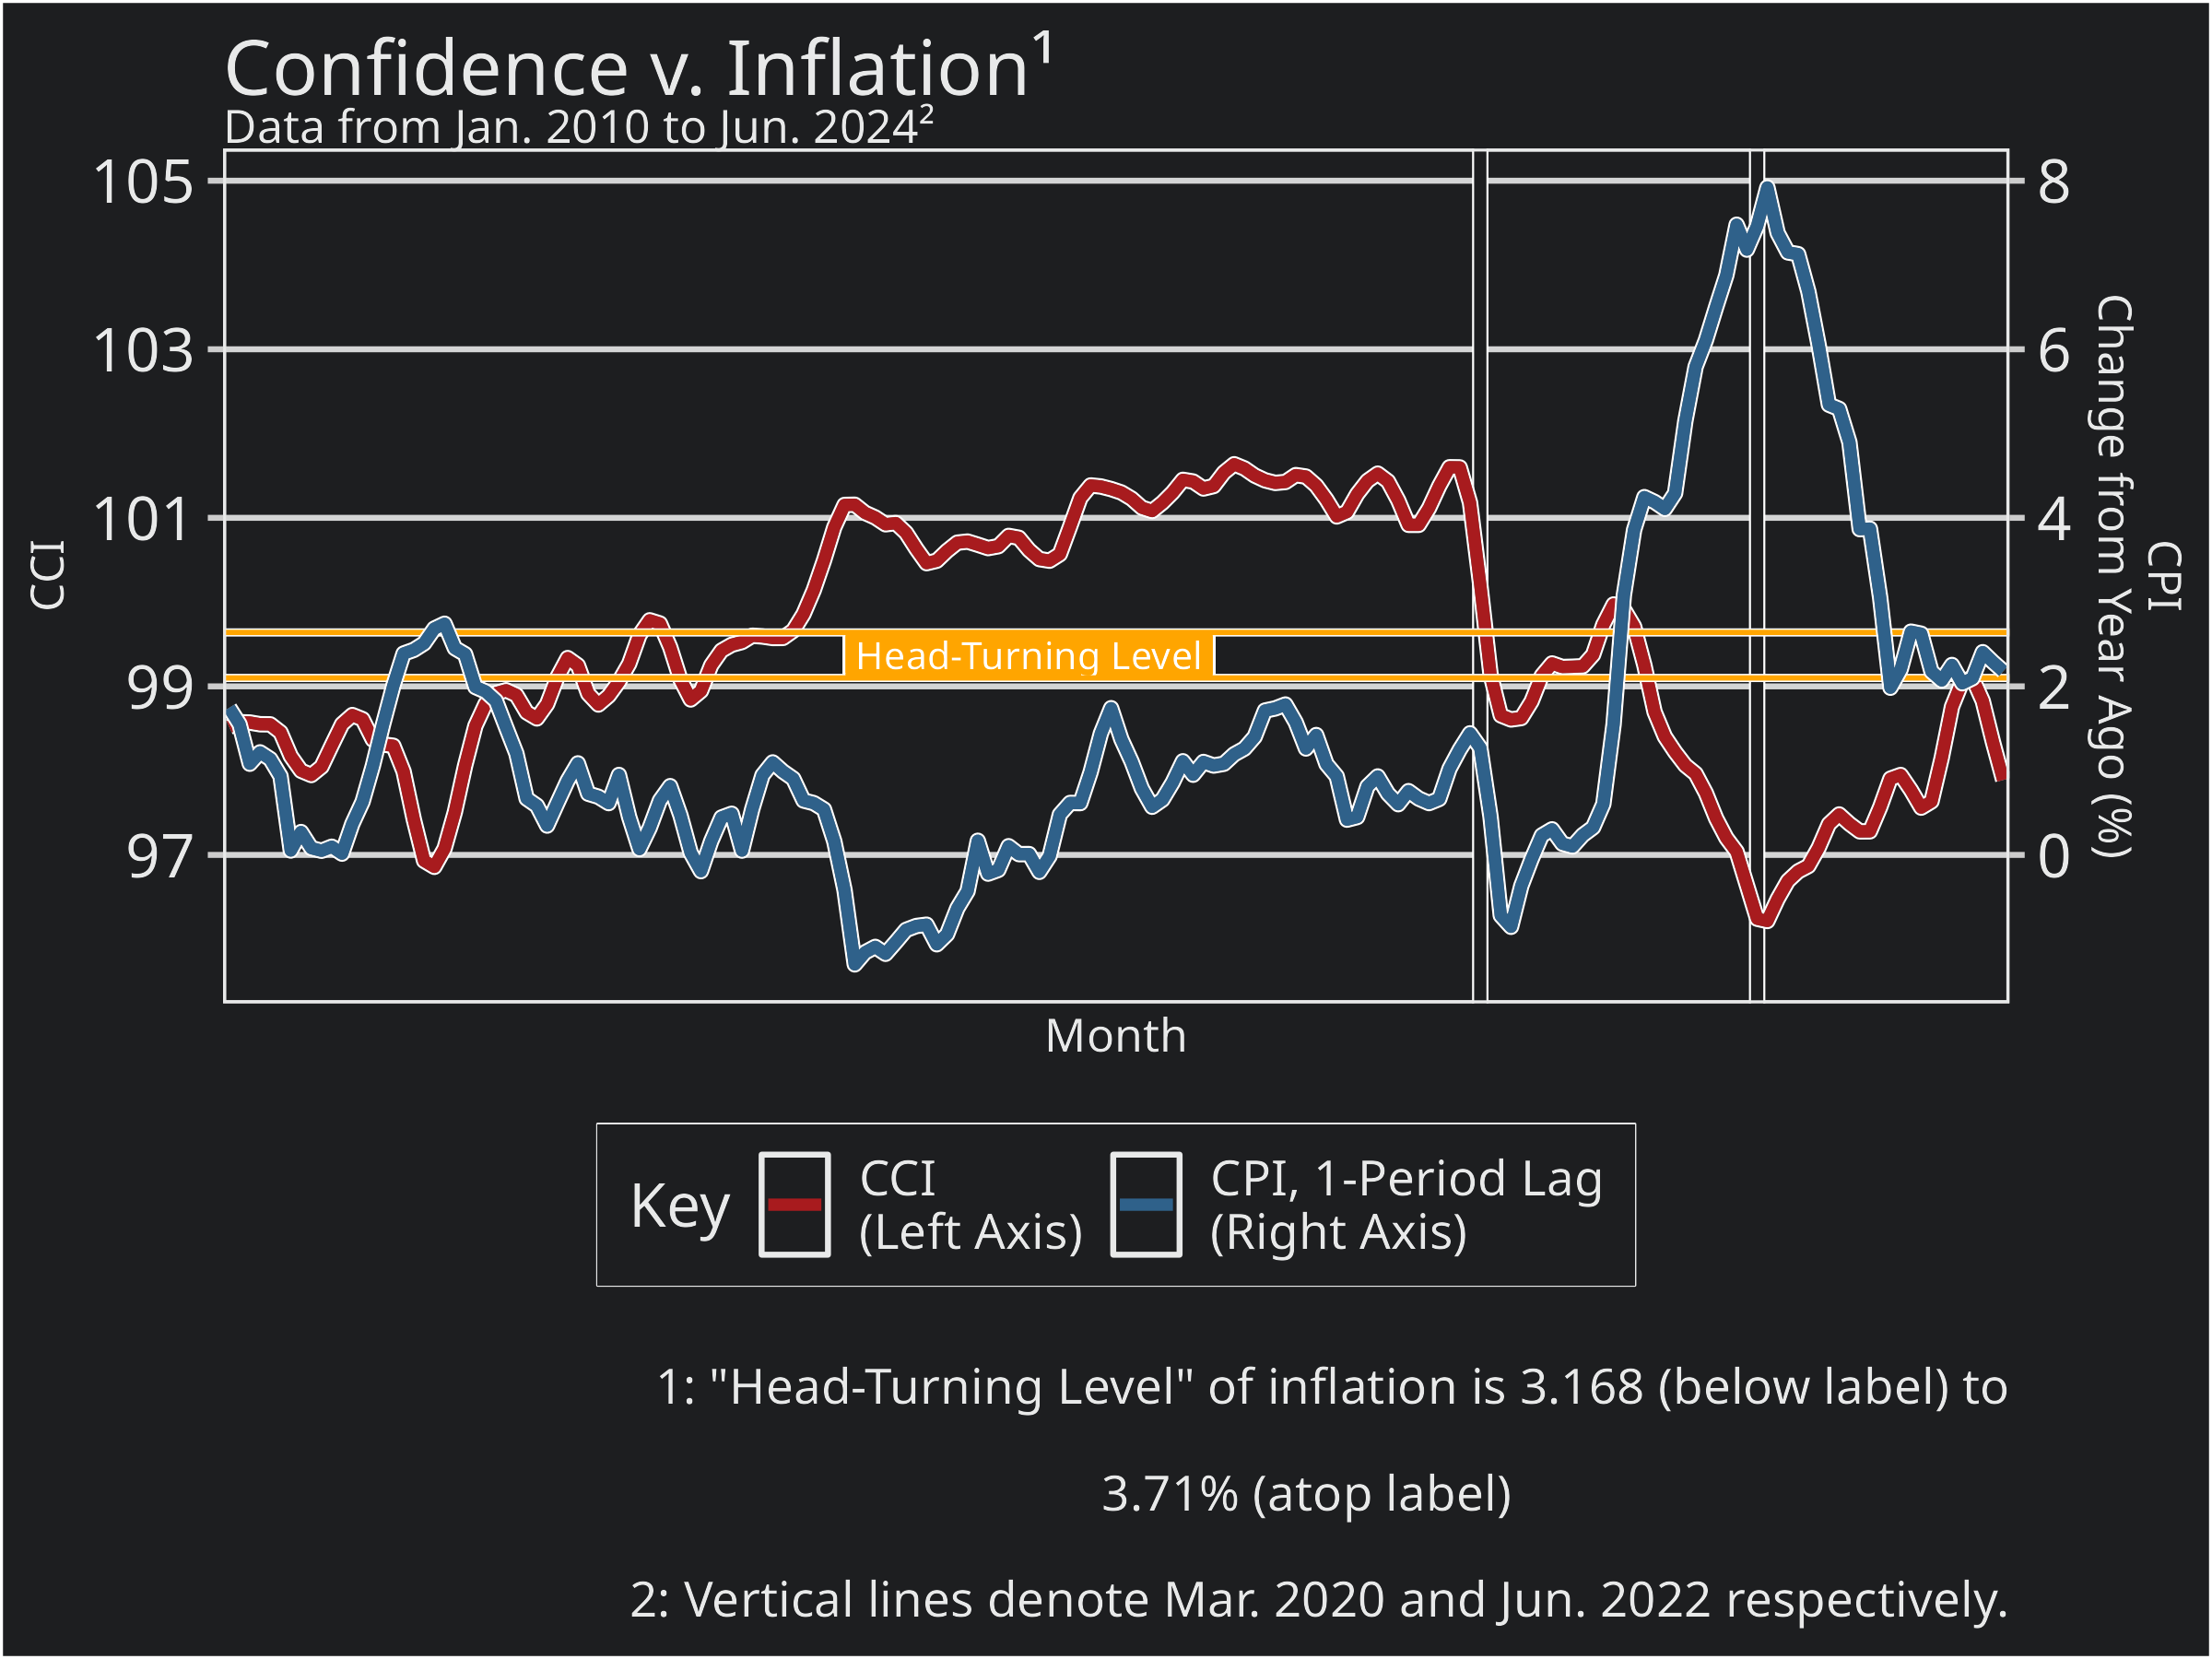 Confidence v. Inflation¹
Data from Jan. 2010 to Jun. 2024²
105
103
101
99
97
CCI
Head-Turning Level
8
6
4
2
0
CPI
Change from Year Ago (%)
Month
Key
CCI
(Left Axis)
CPI, 1-Period Lag
(Right Axis)
1: "Head-Turning Level" of inflation is 3.168 (below label) to
3.71% (atop label)
2: Vertical lines denote Mar. 2020 and Jun. 2022 respectively.